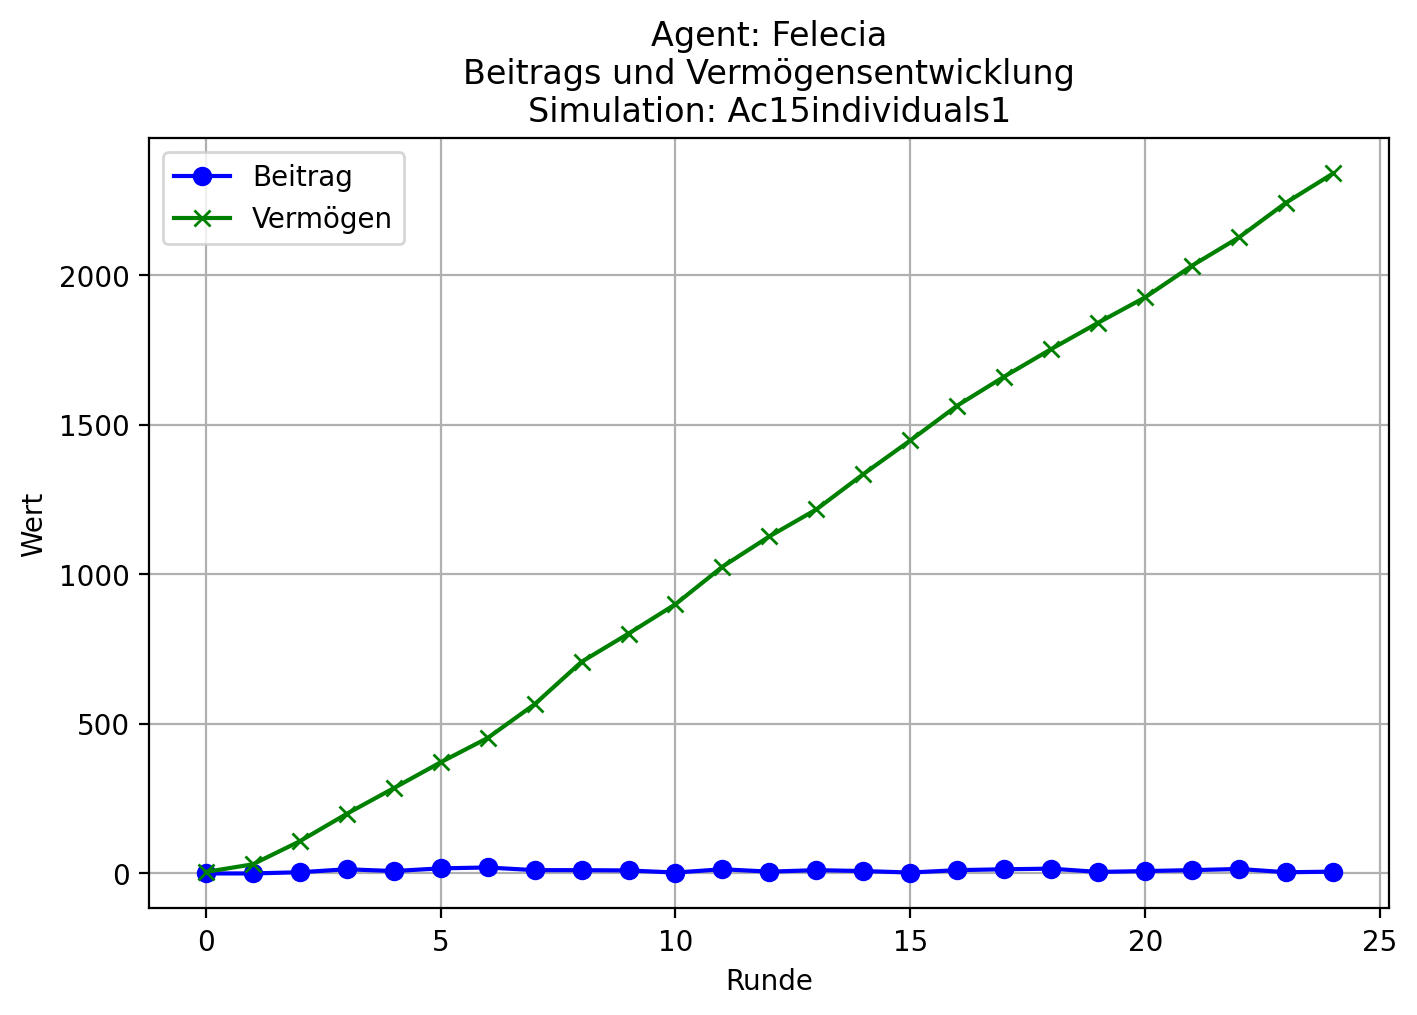 Agent: Felecia
Beitrags und Vermögensentwicklung
Simulation: Ac15individuals1
Beitrag
Vermögen
2000
1500
1000
500
0
Wert
0 5 10 15 20 25
Runde